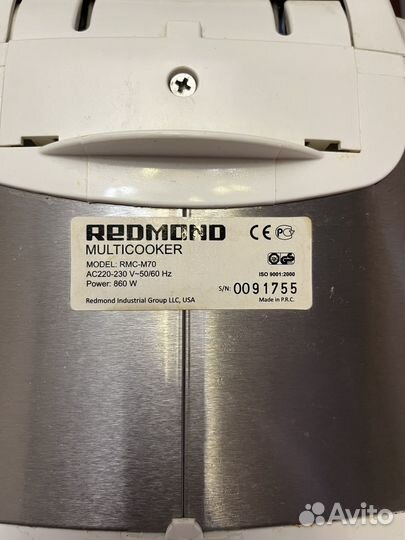 REDMOND
MULTICOOKER
MODEL: RMC-M70
AC220-230 V~50/60 Hz
Power: 860 W
Redmond Industrial Group LLC, USA
CE
ISO 9001:2000
S/N: 0091755
Made in P.R.C.
Avito